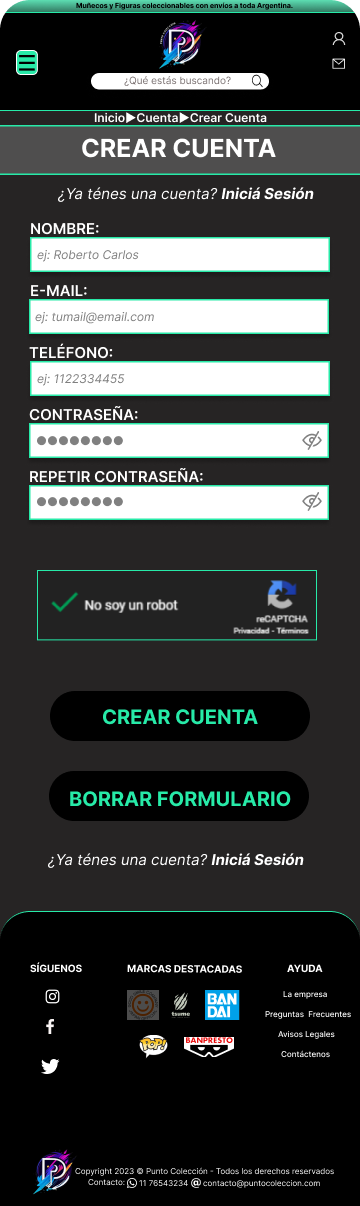 Muñecos y Figuras coleccionables con envíos a toda Argentina.
¿Qué estás buscando?
Inicio▶Cuenta▶Crear Cuenta
CREAR CUENTA
¿Ya ténes una cuenta? Iniciá Sesión
NOMBRE:
ej: Roberto Carlos
E-MAIL:
ej: tumail@email.com
TELÉFONO:
ej: 1122334455
CONTRASEÑA:
REPETIR CONTRASEÑA:
No soy un robot
reCAPTCHA
Privacidad - Términos
CREAR CUENTA
BORRAR FORMULARIO
¿Ya ténes una cuenta? Iniciá Sesión
SÍGUENOS
MARCAS DESTACADAS
AYUDA
tsume
BAN
DAI
POP!
BANPRESTO
La empresa
Preguntas Frecuentes
Avisos Legales
Contáctenos
Copyright 2023 © Punto Colección - Todos los derechos reservados
Contacto: 11 76543234 @ contacto@puntocoleccion.com